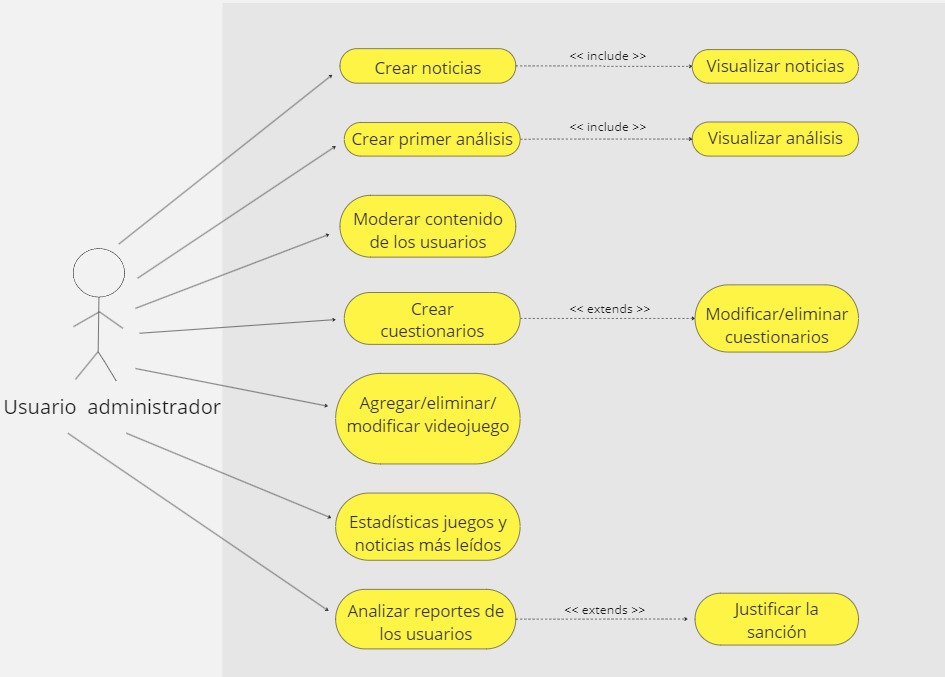 Crear noticias
<< include >>
Visualizar noticias
Crear primer análisis
<< include >>
Visualizar análisis
Moderar contenido
de los usuarios
Crear
cuestionarios
<< extends >>
Modificar/eliminar
cuestionarios
Usuario administrador
Agregar/eliminar/
modificar videojuego
Estadísticas juegos y
noticias más leídos
Analizar reportes de
los usuarios
<< extends >>
Justificar la
sanción